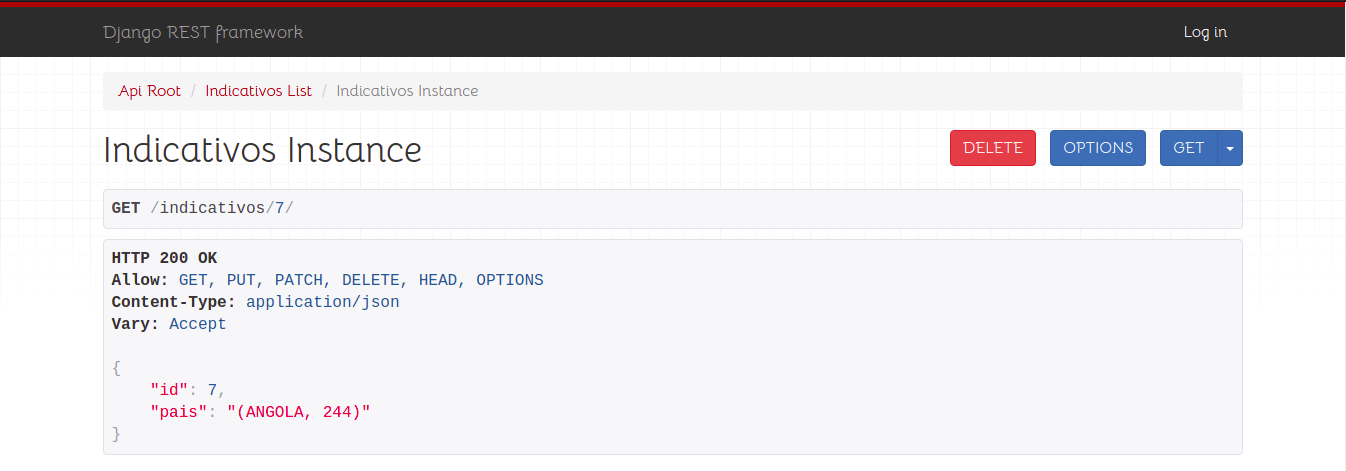 Django REST framework
Log in
Api Root / Indicativos List / Indicativos Instance
Indicativos Instance
DELETE
OPTIONS
GET
GET /indicativos/7/
HTTP 200 OK
Allow: GET, PUT, PATCH, DELETE, HEAD, OPTIONS
Content-Type: application/json
Vary: Accept
{
"id": 7,
"pais": "(ANGOLA, 244)"
}